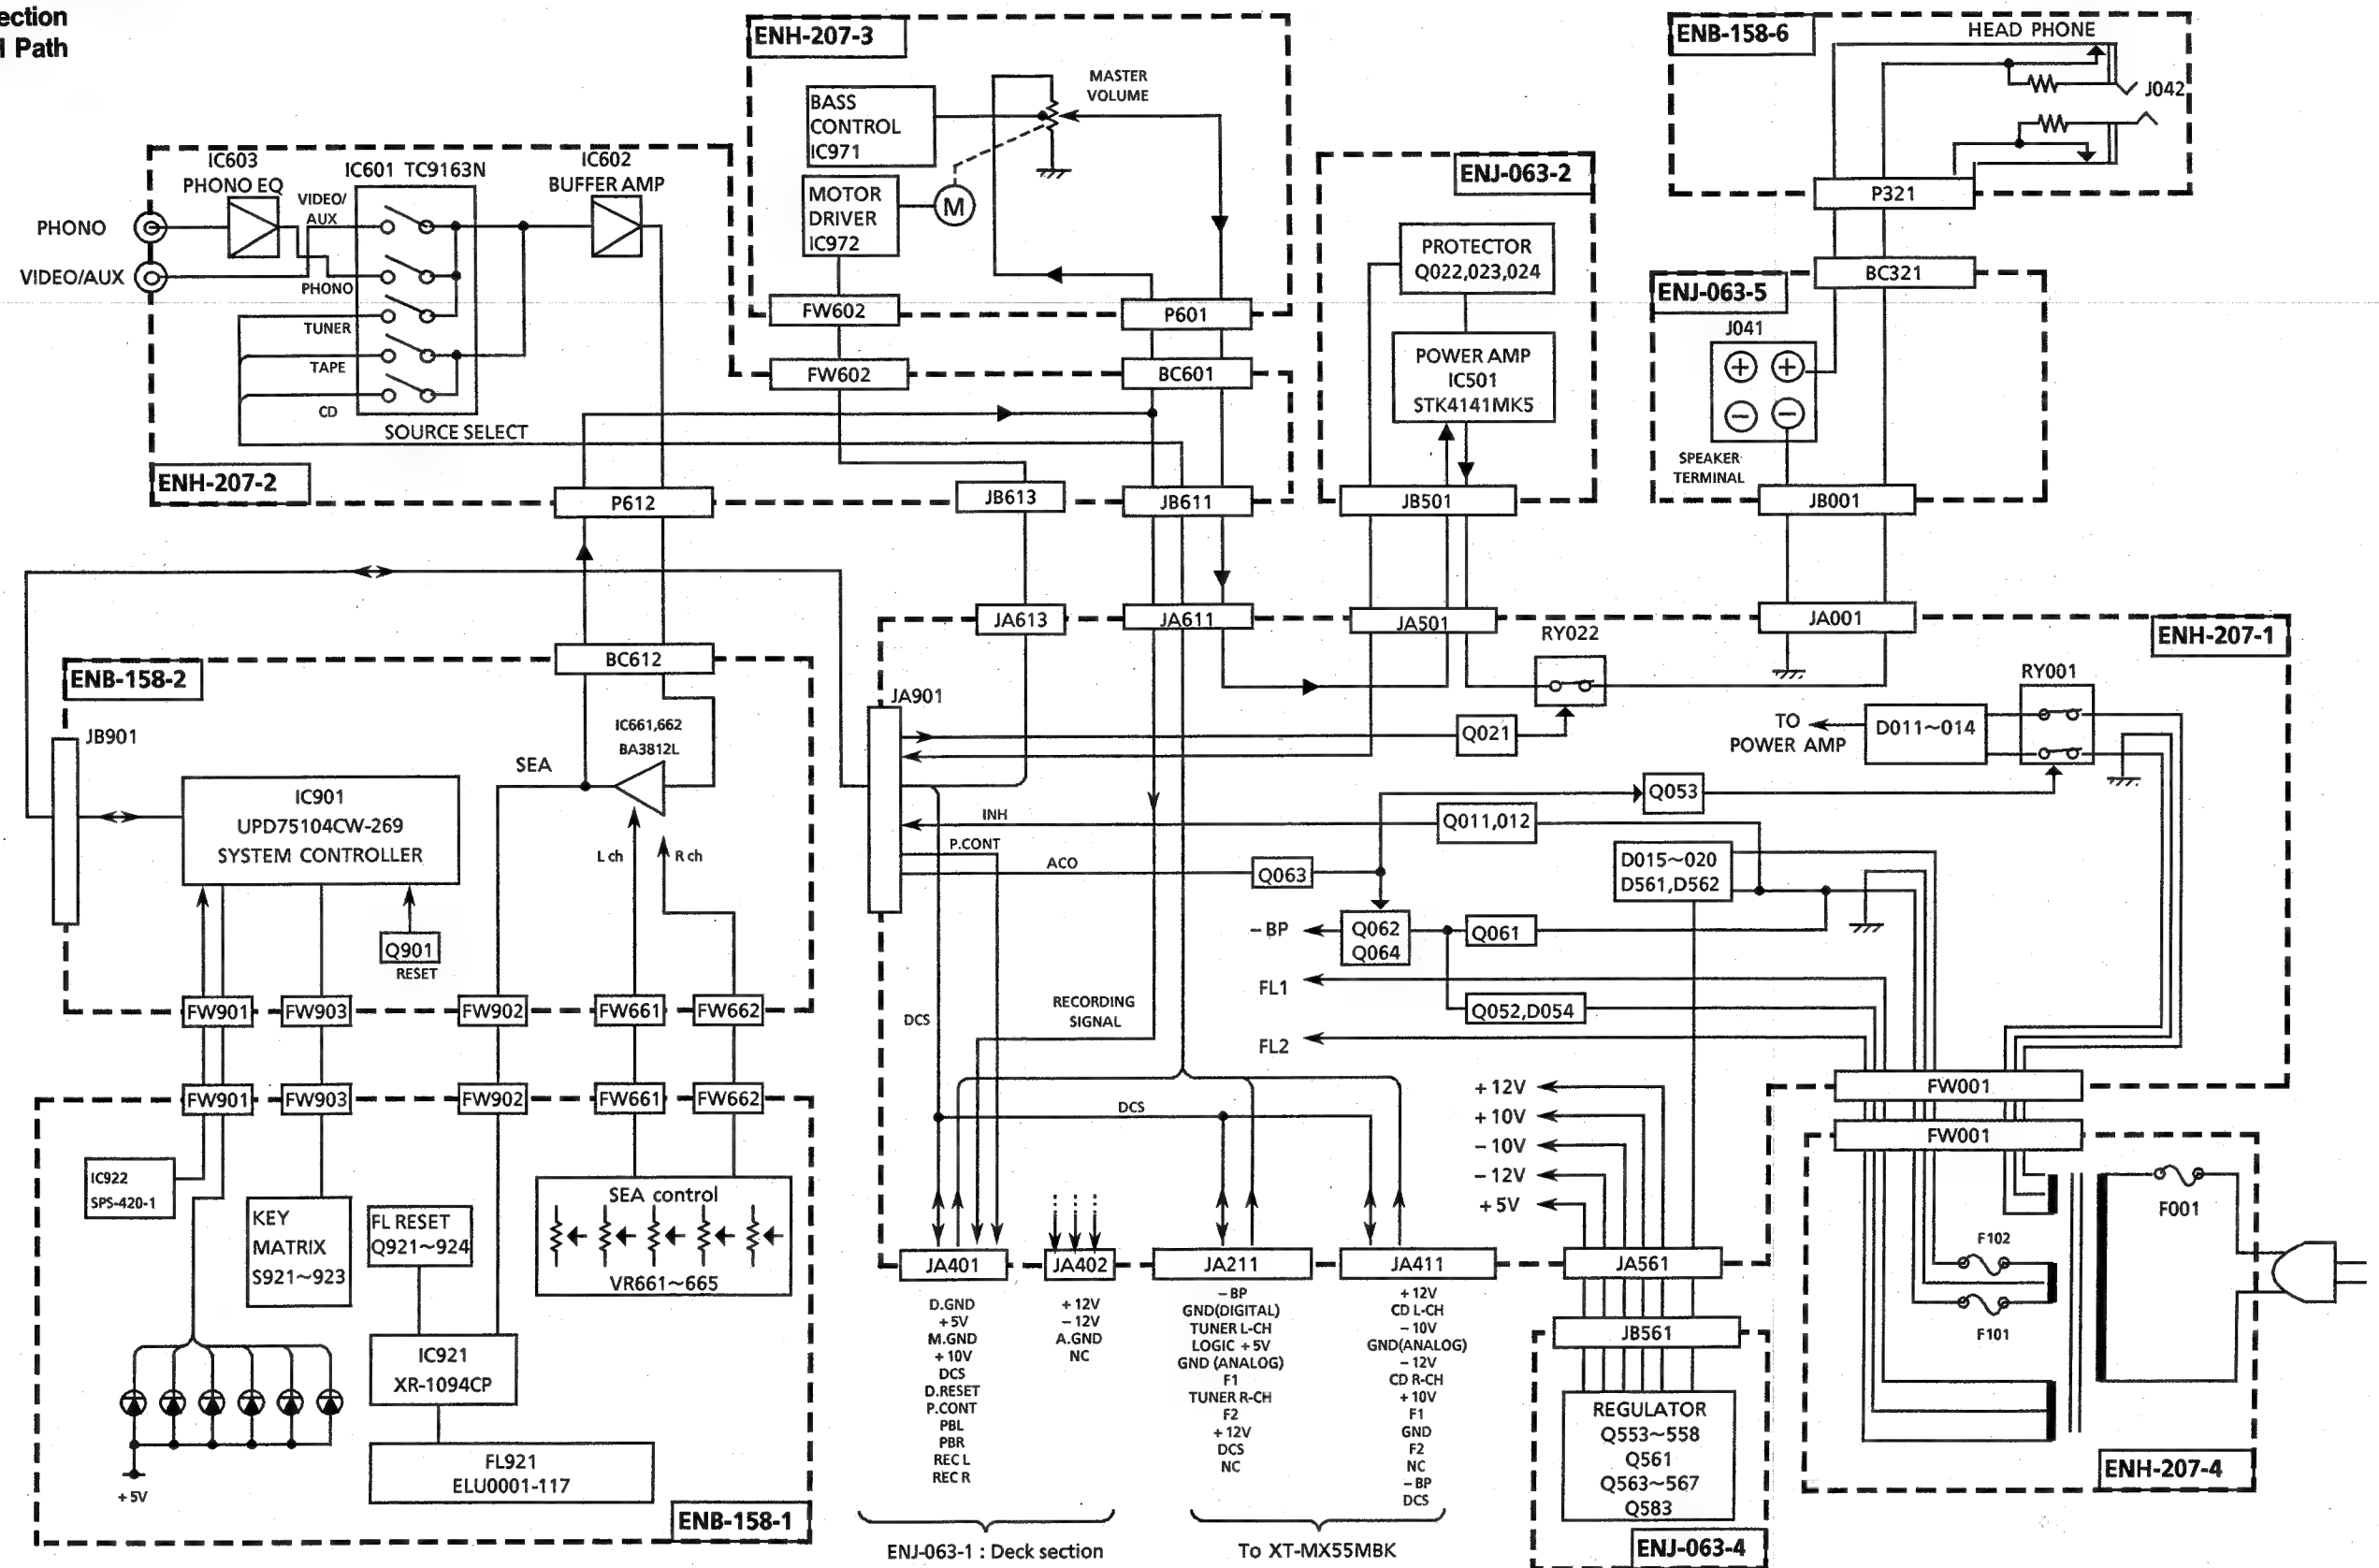 ection
l Path
ENH-207-3
BASS
CONTROL
IC971
MASTER
VOLUME
MOTOR
DRIVER
IC972
M
FW602
P601
ENB-158-6
HEAD PHONE
J042
P321
IC603
PHONO EQ
IC601 TC9163N
IC602
BUFFER AMP
PHONO
VIDEO/AUX
VIDEO/
AUX
PHONO
TUNER
TAPE
CD
SOURCE SELECT
ENH-207-2
FW602
BC601
P612
JB613
JB611
ENJ-063-2
PROTECTOR
Q022,023,024
POWER AMP
IC501
STK4141MK5
JB501
BC321
ENJ-063-5
J041
+
+
−
−
SPEAKER
TERMINAL
JB001
JA613
JA611
JA501
JA001
ENH-207-1
RY022
RY001
TO
POWER AMP
D011~014
JA901
Q021
Q053
INH
Q011,012
P.CONT
ACO
Q063
D015~020
D561,D562
− BP
Q062
Q064
Q061
FL1
Q052,D054
FL2
DCS
RECORDING
SIGNAL
DCS
+ 12V
+ 10V
− 10V
− 12V
+ 5V
FW001
BC612
ENB-158-2
JB901
IC661,662
BA3812L
SEA
IC901
UPD75104CW-269
SYSTEM CONTROLLER
L ch
R ch
Q901
RESET
FW901
FW903
FW902
FW661
FW662
FW901
FW903
FW902
FW661
FW662
IC922
SPS-420-1
KEY
MATRIX
S921~923
FL RESET
Q921~924
SEA control
VR661~665
IC921
XR-1094CP
FL921
ELU0001-117
+ 5V
ENB-158-1
JA401
JA402
JA211
JA411
JA561
D.GND
+ 5V
M.GND
+ 10V
DCS
D.RESET
P.CONT
PBL
PBR
REC L
REC R
+ 12V
− 12V
A.GND
NC
− BP
GND(DIGITAL)
TUNER L-CH
LOGIC + 5V
GND (ANALOG)
F1
TUNER R-CH
F2
+ 12V
DCS
NC
+ 12V
CD L-CH
− 10V
GND(ANALOG)
− 12V
CD R-CH
+ 10V
F1
GND
F2
NC
− BP
DCS
ENJ-063-1 : Deck section
To XT-MX55MBK
JB561
REGULATOR
Q553~558
Q561
Q563~567
Q583
ENJ-063-4
FW001
F001
F102
F101
ENH-207-4